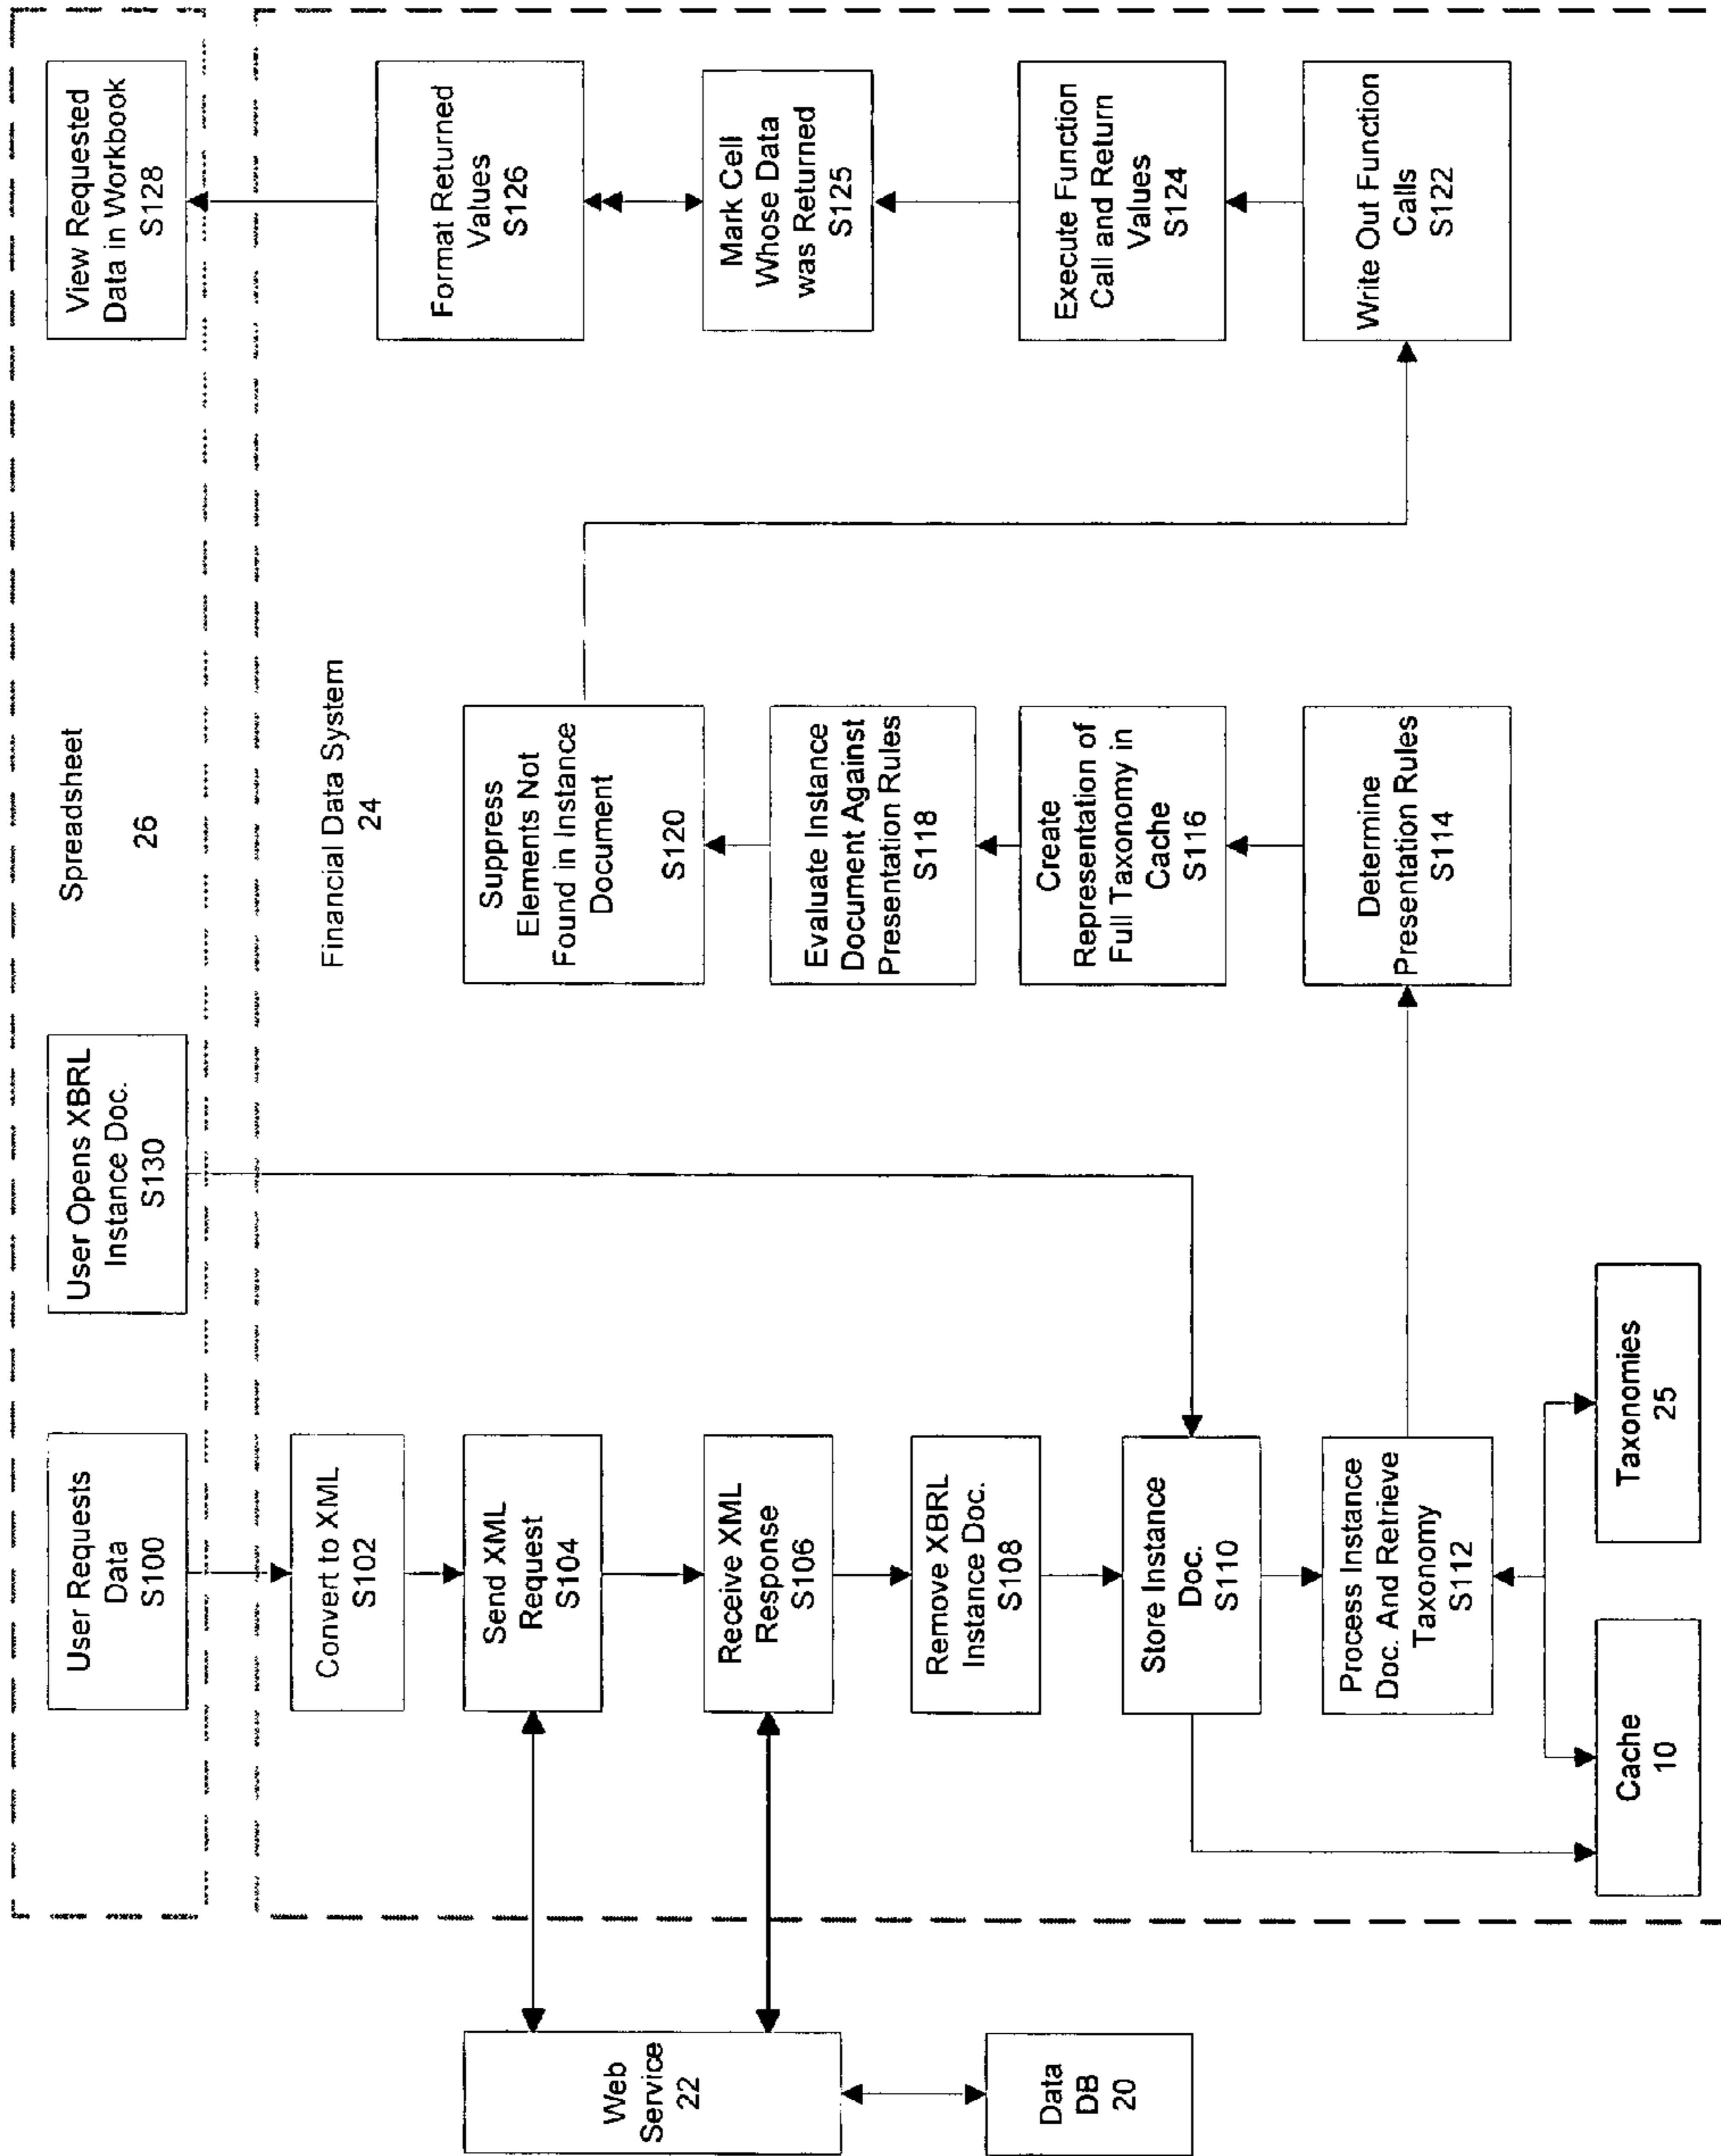 Spreadsheet
26
User Requests
Data
S100
User Opens XBRL
Instance Doc.
S130
View Requested
Data in Workbook
S128
Financial Data System
24
Convert to XML
S102
Send XML
Request
S104
Receive XML
Response
S106
Remove XBRL
Instance Doc.
S108
Store Instance
Doc.
S110
Process Instance
Doc. And Retrieve
Taxonomy
S112
Cache
10
Taxonomies
25
Web
Service
22
Data
DB
20
Suppress
Elements Not
Found in Instance
Document
S120
Evaluate Instance
Document Against
Presentation Rules
S118
Create
Representation of
Full Taxonomy in
Cache
S116
Determine
Presentation Rules
S114
Format Returned
Values
S126
Mark Cell
Whose Data
was Returned
S125
Execute Function
Call and Return
Values
S124
Write Out Function
Calls
S122